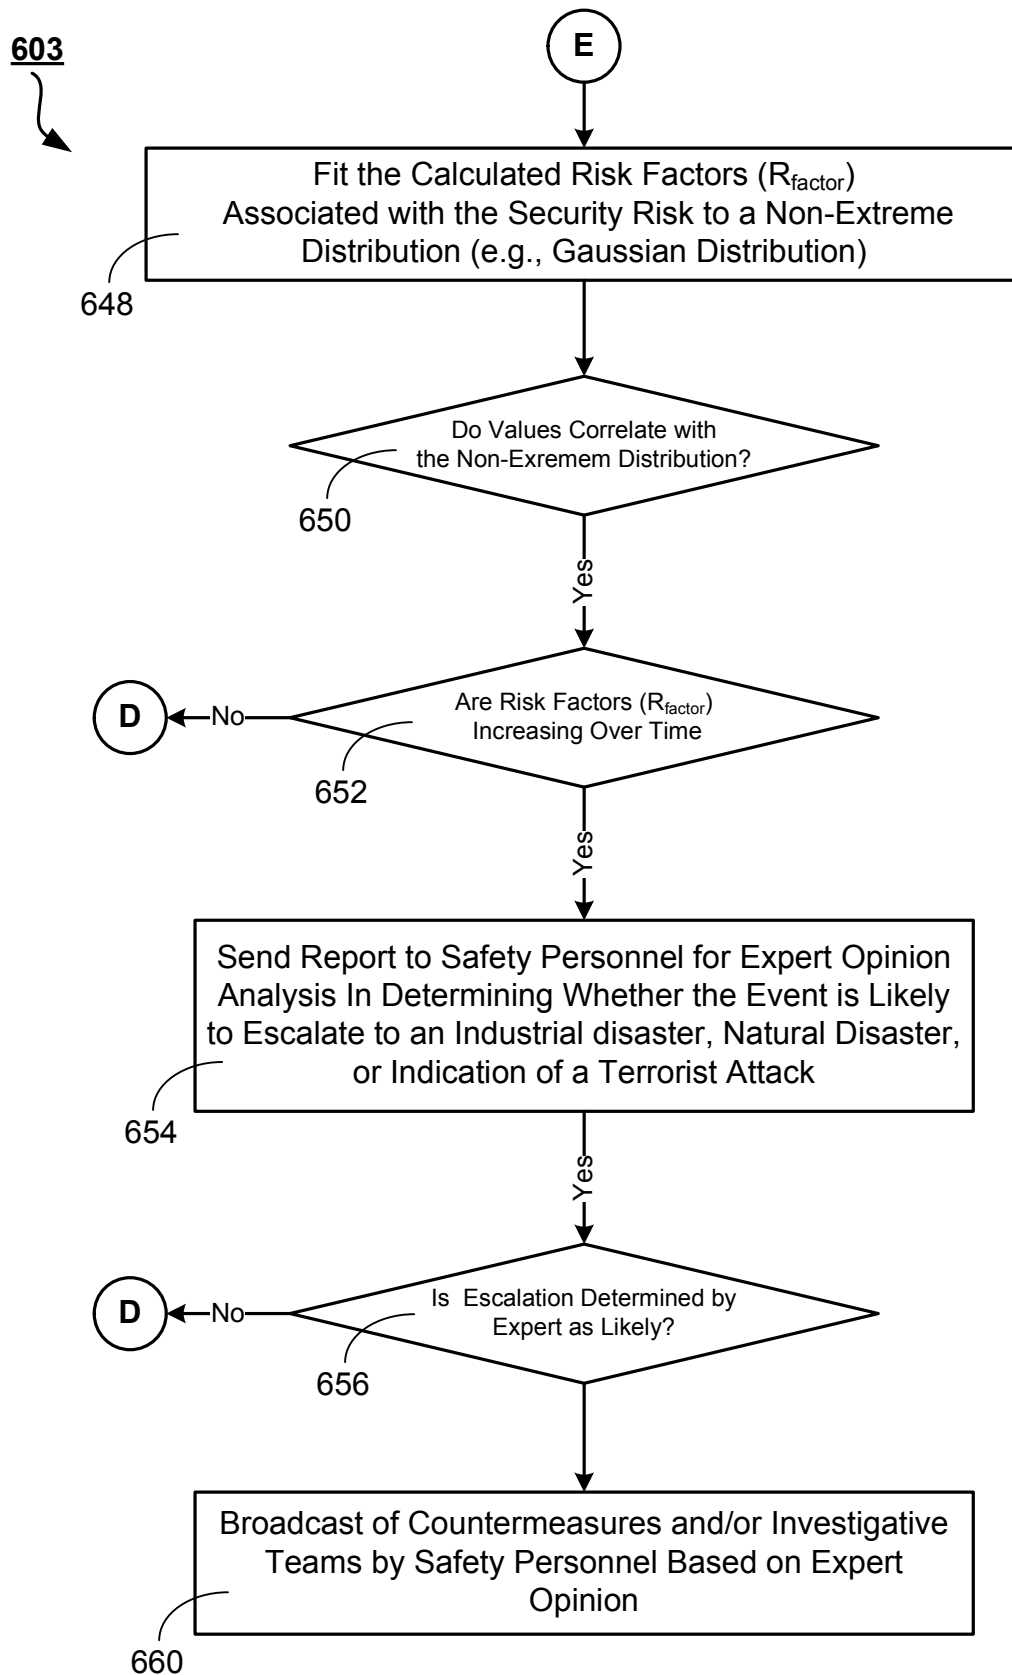 603
E
Fit the Calculated Risk Factors (Rfactor)
Associated with the Security Risk to a Non-Extreme
Distribution (e.g., Gaussian Distribution)
648
Do Values Correlate with
the Non-Exremem Distribution?
650
Yes
D
No
Are Risk Factors (Rfactor)
Increasing Over Time
652
Yes
Send Report to Safety Personnel for Expert Opinion
Analysis In Determining Whether the Event is Likely
to Escalate to an Industrial disaster, Natural Disaster,
or Indication of a Terrorist Attack
654
Yes
D
No
Is Escalation Determined by
Expert as Likely?
656
Broadcast of Countermeasures and/or Investigative
Teams by Safety Personnel Based on Expert
Opinion
660